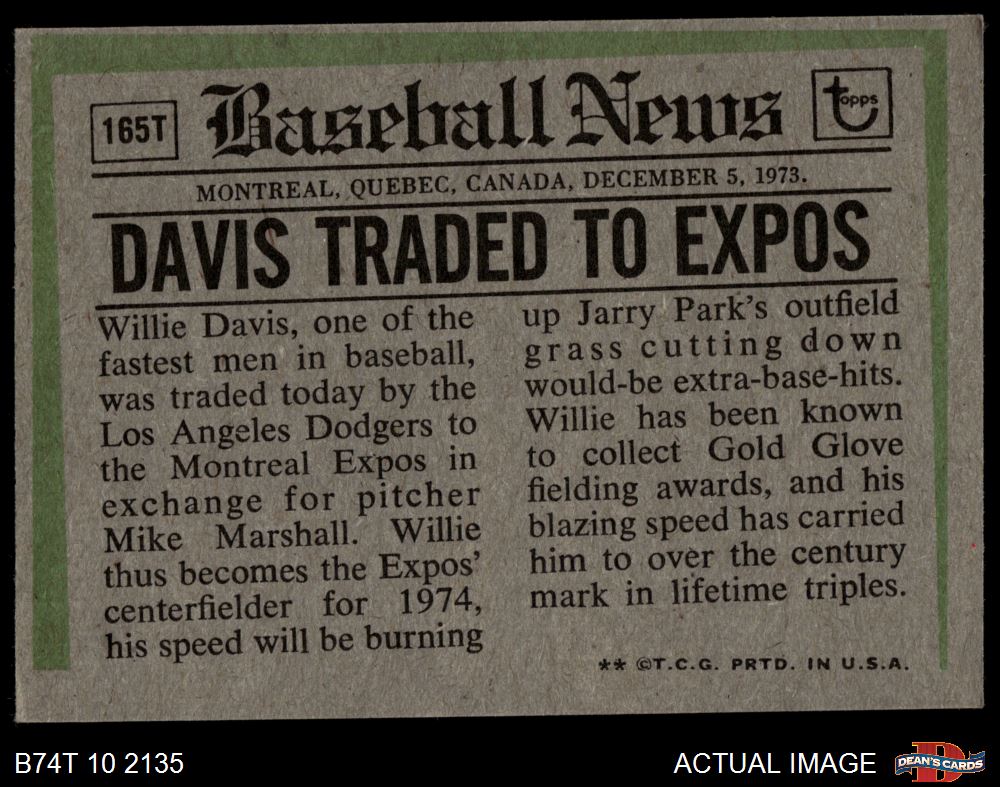 165T
Baseball News
topps
MONTREAL, QUEBEC, CANADA, DECEMBER 5, 1973.
DAVIS TRADED TO EXPOS
Willie Davis, one of the
fastest men in baseball,
was traded today by the
Los Angeles Dodgers to
the Montreal Expos in
exchange for pitcher
Mike Marshall. Willie
thus becomes the Expos'
centerfielder for 1974,
his speed will be burning
up Jarry Park's outfield
grass cutting down
would-be extra-base-hits.
Willie has been known
to collect Gold Glove
fielding awards, and his
blazing speed has carried
him to over the century
mark in lifetime triples.
** ©T.C.G. PRTD. IN U.S.A.
B74T 10 2135
ACTUAL IMAGE
D
DEAN'S CARDS